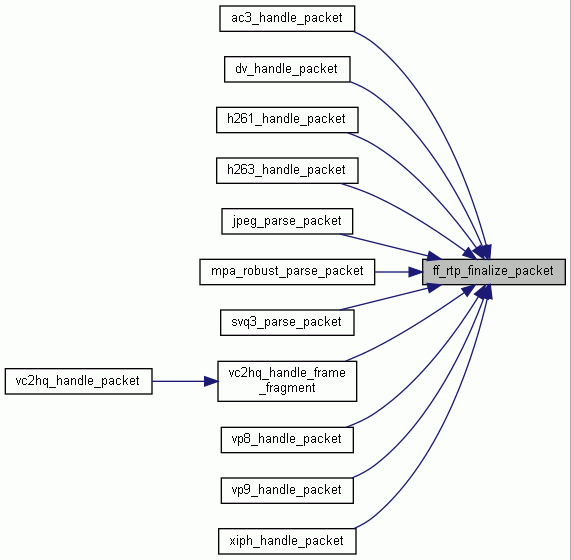 ac3_handle_packet
dv_handle_packet
h261_handle_packet
h263_handle_packet
jpeg_parse_packet
mpa_robust_parse_packet
ff_rtp_finalize_packet
svq3_parse_packet
vc2hq_handle_packet
vc2hq_handle_frame
_fragment
vp8_handle_packet
vp9_handle_packet
xiph_handle_packet